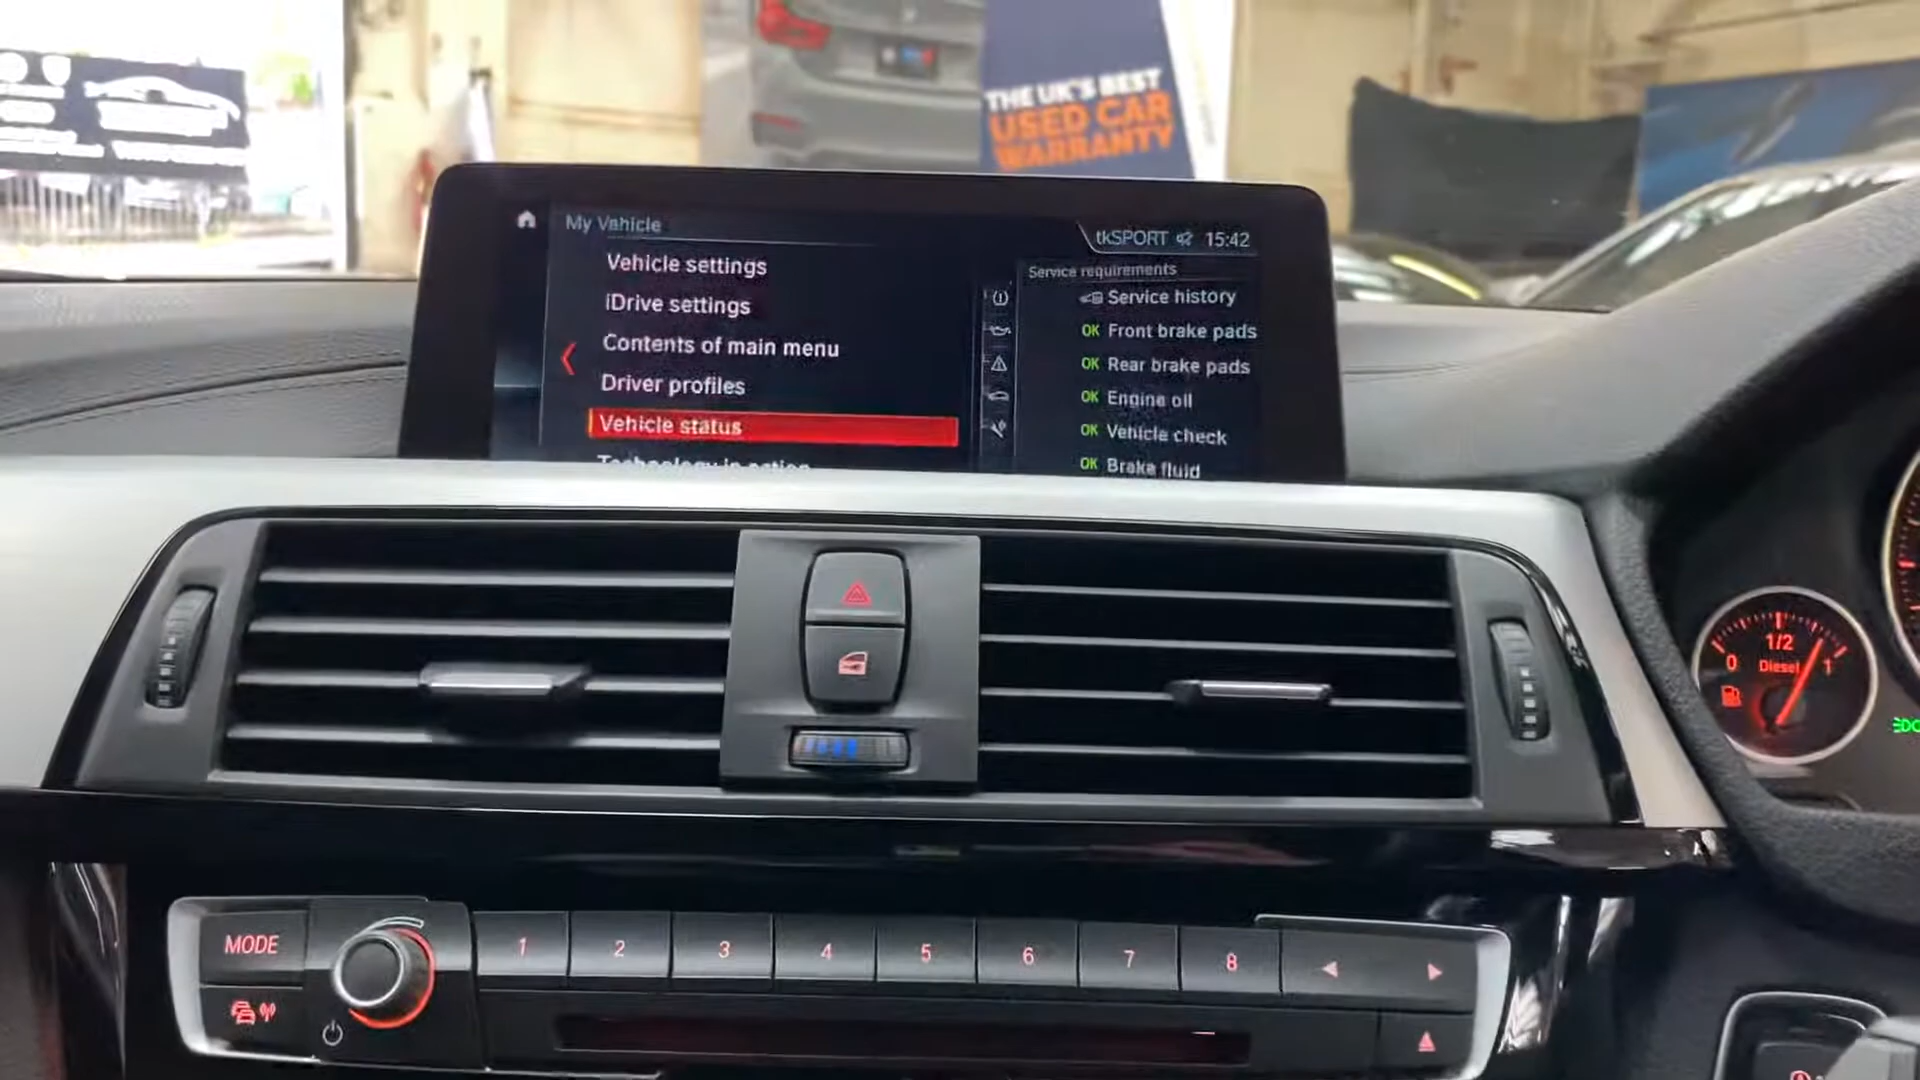 THE UK'S BEST
USED CAR
WARRANTY
My Vehicle
tkSPORT
15:42
Vehicle settings
iDrive settings
Contents of main menu
Driver profiles
Vehicle status
Technology in action
Service requirements
Service history
OK Front brake pads
OK Rear brake pads
OK Engine oil
OK Vehicle check
OK Brake fluid
0
1/2
1
Diesel
MODE
1
2
3
4
5
6
7
8